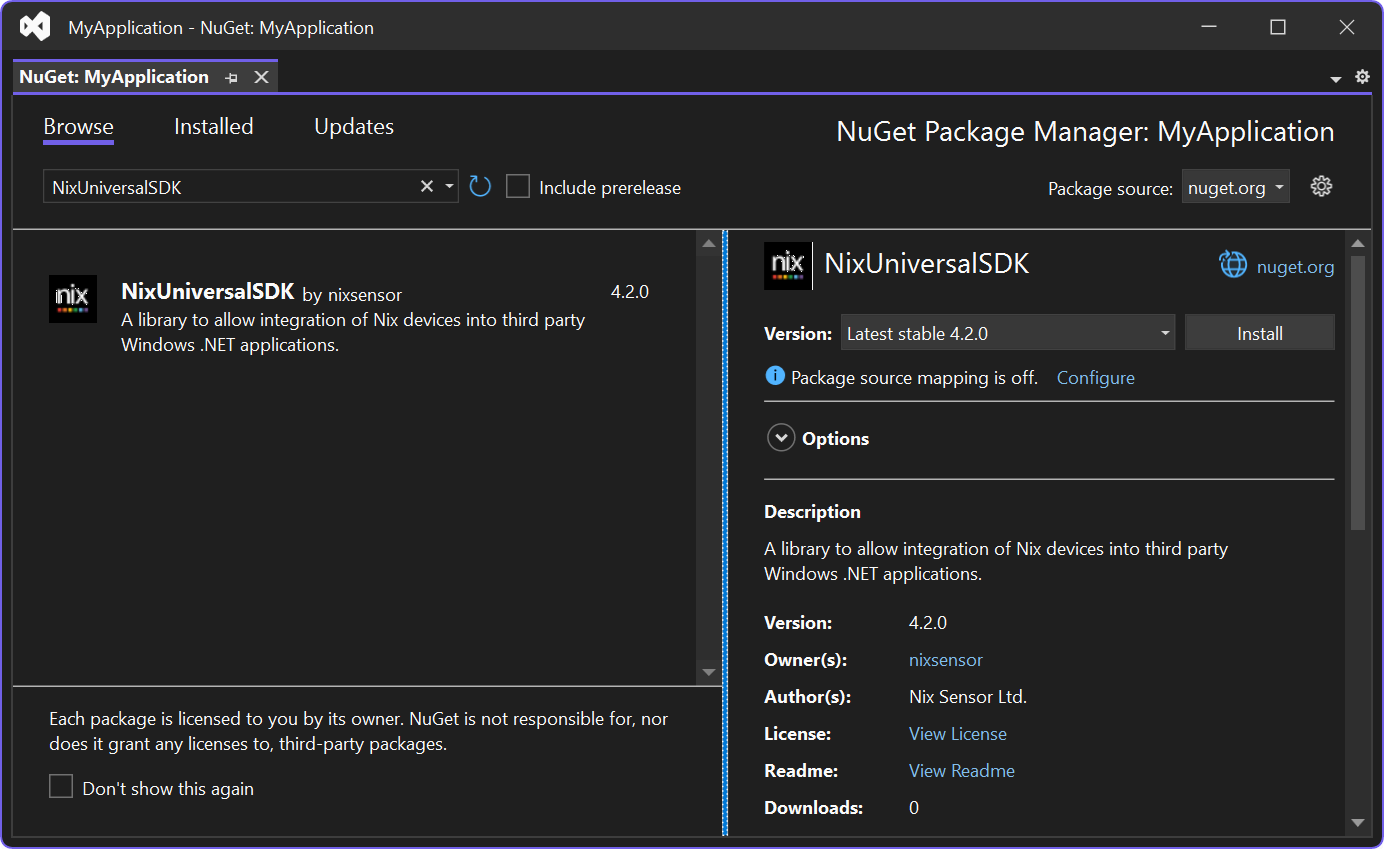 MyApplication - NuGet: MyApplication
NuGet: MyApplication
Browse Installed Updates
NuGet Package Manager: MyApplication
NixUniversalSDK
Include prerelease
Package source: nuget.org
nix
NixUniversalSDK by nixsensor 4.2.0
A library to allow integration of Nix devices into third party
Windows .NET applications.
Each package is licensed to you by its owner. NuGet is not responsible for, nor
does it grant any licenses to, third-party packages.
Don't show this again
nix
NixUniversalSDK
nuget.org
Version: Latest stable 4.2.0 Install
Package source mapping is off. Configure
Options
Description
A library to allow integration of Nix devices into third party
Windows .NET applications.
Version: 4.2.0
Owner(s): nixsensor
Author(s): Nix Sensor Ltd.
License: View License
Readme: View Readme
Downloads: 0